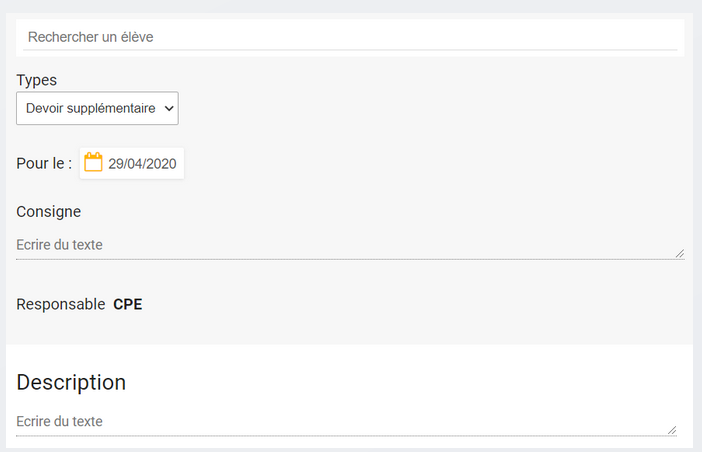 Rechercher un élève
Types
Devoir supplémentaire
Pour le : 29/04/2020
Consigne
Ecrire du texte
Responsable CPE
Description
Ecrire du texte